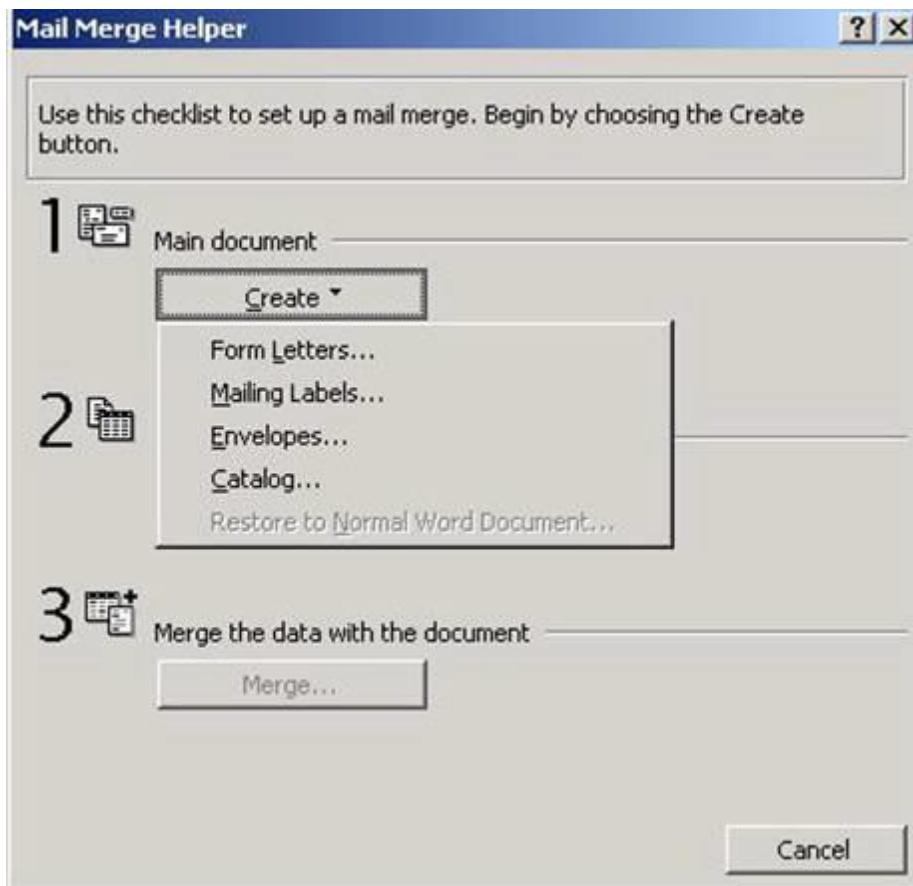 Mail Merge Helper
Use this checklist to set up a mail merge. Begin by choosing the Create
button.
1
Main document
Create
Form Letters...
Mailing Labels...
2
Envelopes...
Catalog...
Restore to Normal Word Document...
3
Merge the data with the document
Merge...
Cancel